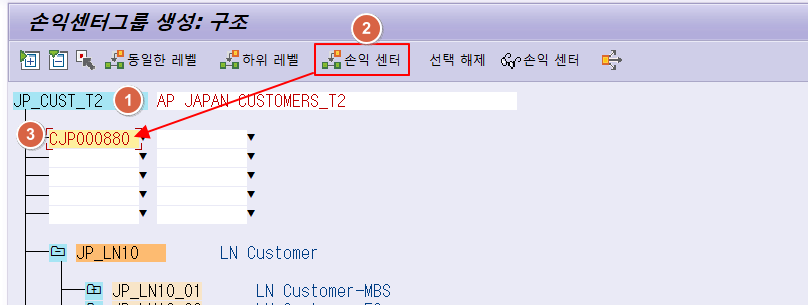 손익센터그룹 생성: 구조
2
동일한 레벨 하위 레벨 손익 센터 선택 해제 손익 센터
JP_CUST_T2 1 AP JAPAN CUSTOMERS_T2
3 CJP000880
JP_LN10 LN Customer
JP_LN10_01 LN Customer-MBS